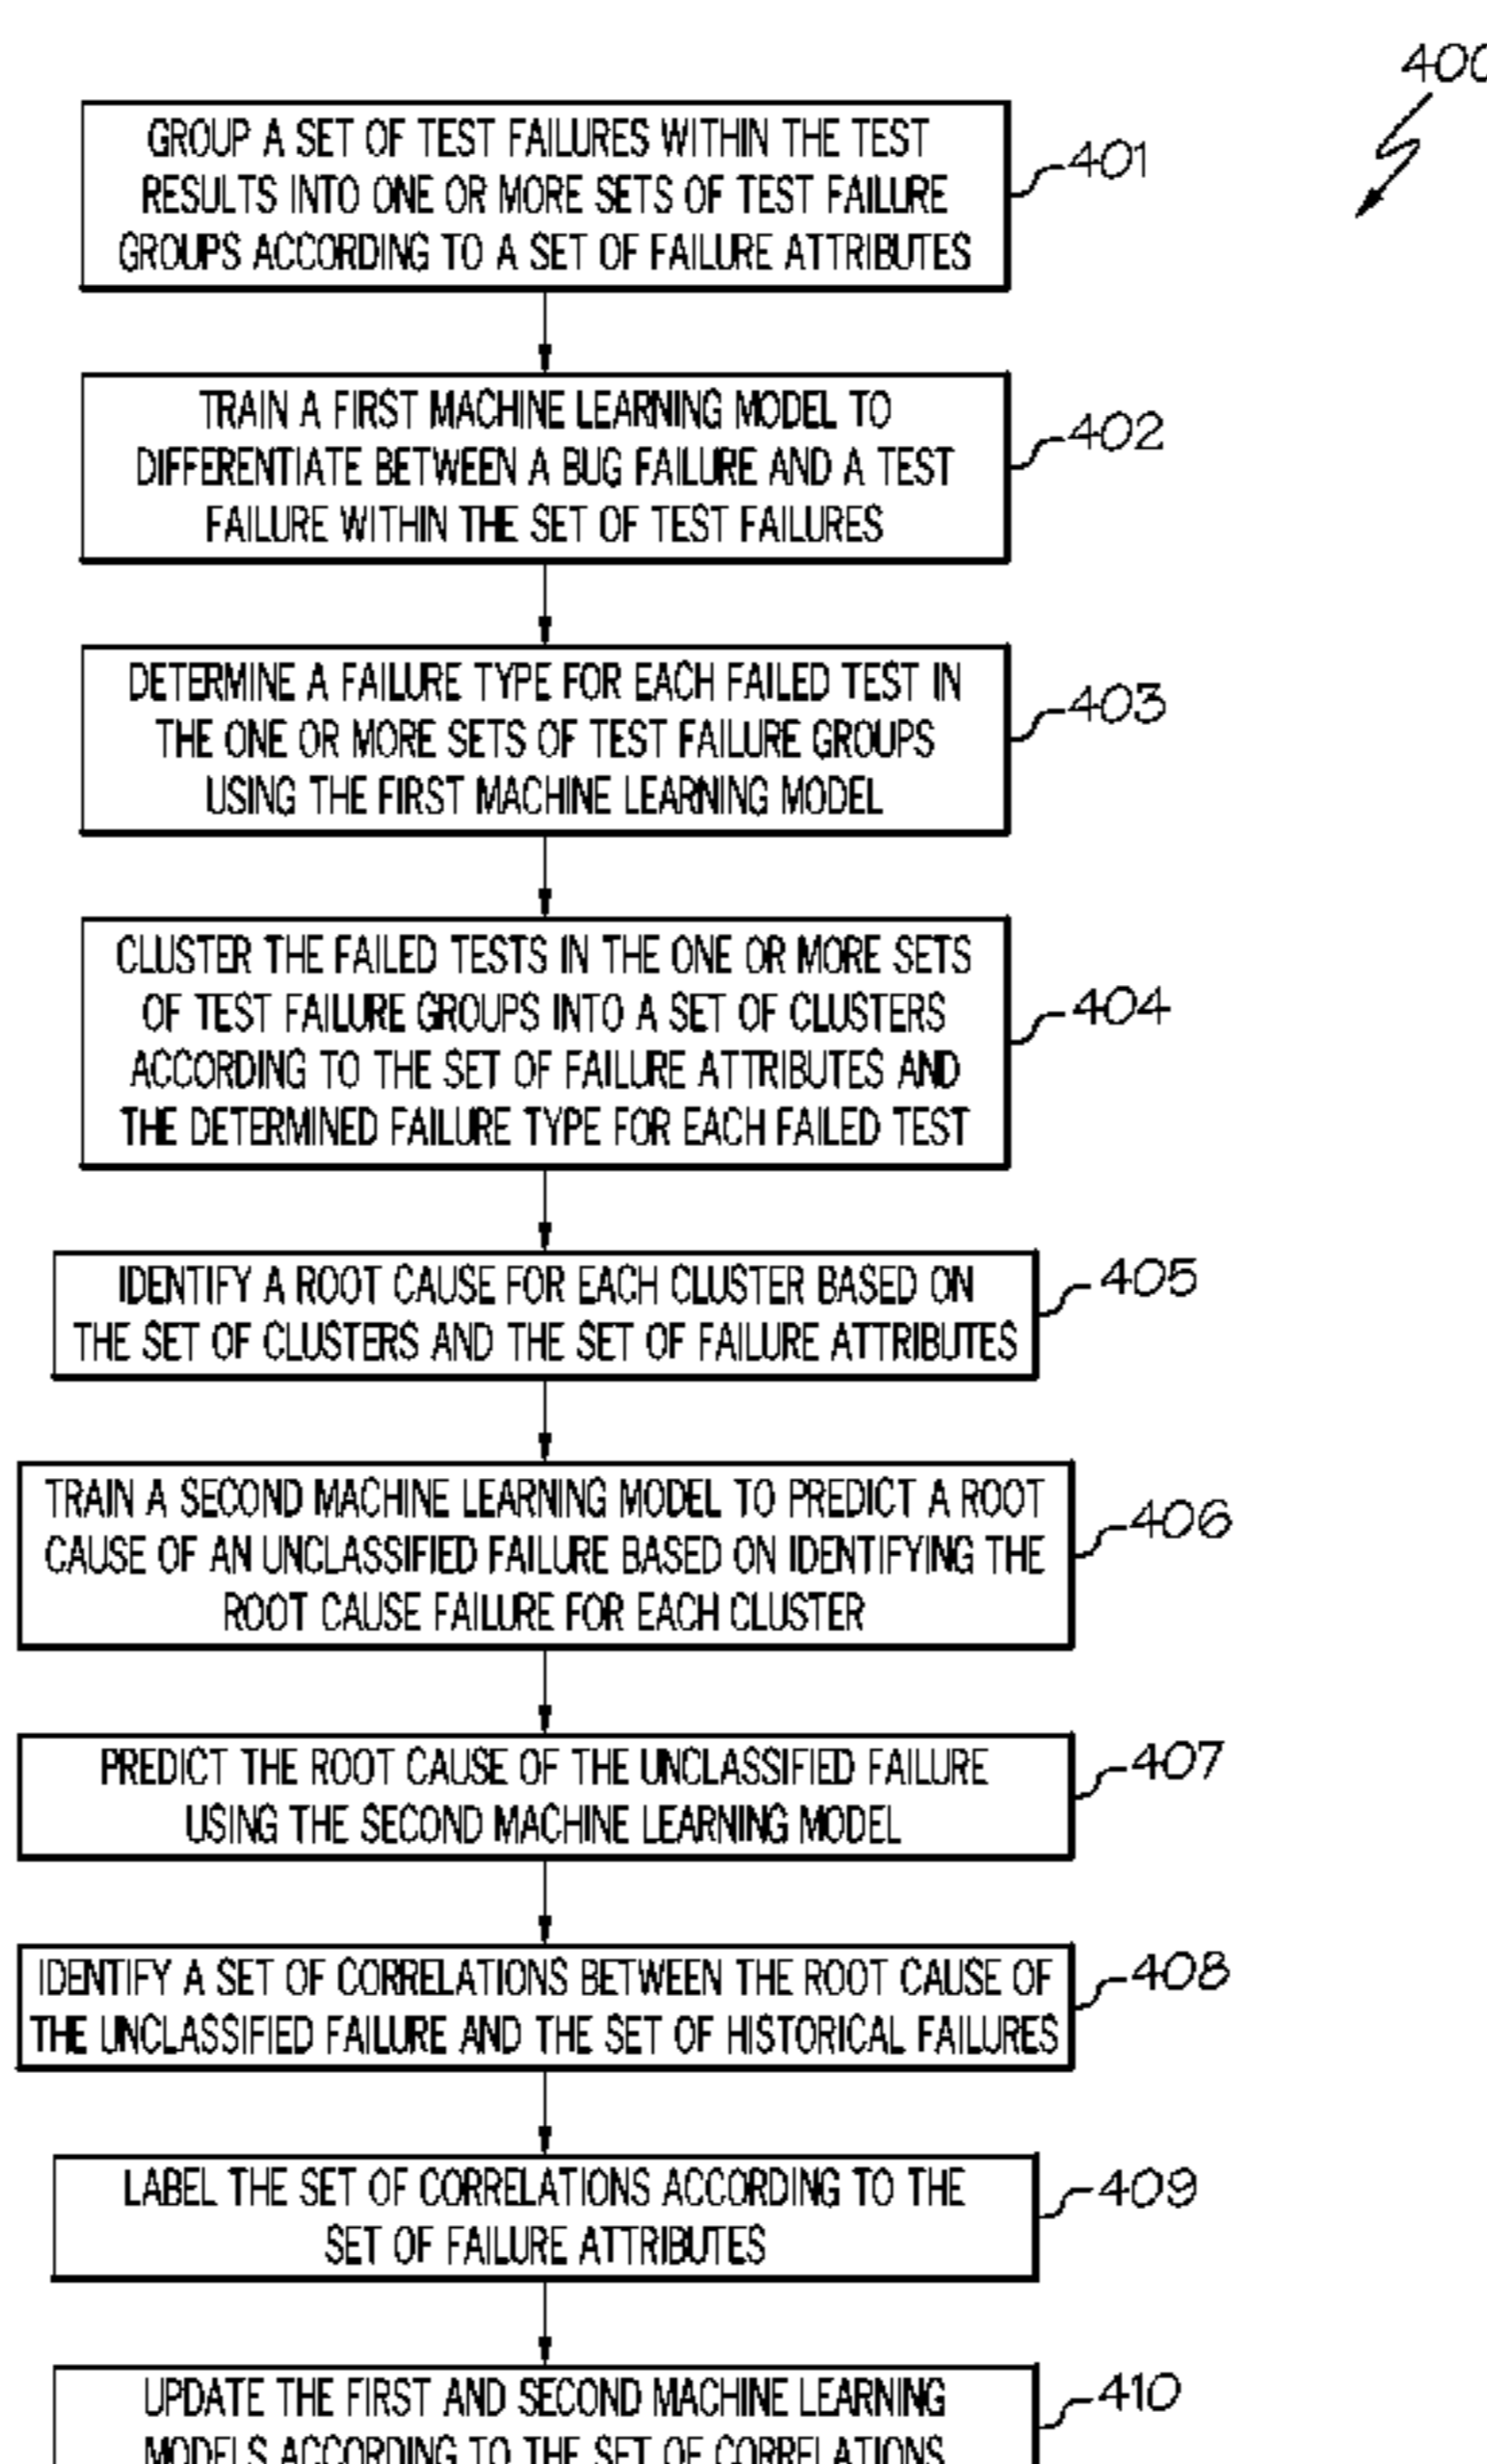 400
GROUP A SET OF TEST FAILURES WITHIN THE TEST
RESULTS INTO ONE OR MORE SETS OF TEST FAILURE
GROUPS ACCORDING TO A SET OF FAILURE ATTRIBUTES
401
TRAIN A FIRST MACHINE LEARNING MODEL TO
DIFFERENTIATE BETWEEN A BUG FAILURE AND A TEST
FAILURE WITHIN THE SET OF TEST FAILURES
402
DETERMINE A FAILURE TYPE FOR EACH FAILED TEST IN
THE ONE OR MORE SETS OF TEST FAILURE GROUPS
USING THE FIRST MACHINE LEARNING MODEL
403
CLUSTER THE FAILED TESTS IN THE ONE OR MORE SETS
OF TEST FAILURE GROUPS INTO A SET OF CLUSTERS
ACCORDING TO THE SET OF FAILURE ATTRIBUTES AND
THE DETERMINED FAILURE TYPE FOR EACH FAILED TEST
404
IDENTIFY A ROOT CAUSE FOR EACH CLUSTER BASED ON
THE SET OF CLUSTERS AND THE SET OF FAILURE ATTRIBUTES
405
TRAIN A SECOND MACHINE LEARNING MODEL TO PREDICT A ROOT
CAUSE OF AN UNCLASSIFIED FAILURE BASED ON IDENTIFYING THE
ROOT CAUSE FAILURE FOR EACH CLUSTER
406
PREDICT THE ROOT CAUSE OF THE UNCLASSIFIED FAILURE
USING THE SECOND MACHINE LEARNING MODEL
407
IDENTIFY A SET OF CORRELATIONS BETWEEN THE ROOT CAUSE OF
THE UNCLASSIFIED FAILURE AND THE SET OF HISTORICAL FAILURES
408
LABEL THE SET OF CORRELATIONS ACCORDING TO THE
SET OF FAILURE ATTRIBUTES
409
UPDATE THE FIRST AND SECOND MACHINE LEARNING
MODELS ACCORDING TO THE SET OF CORRELATIONS
410